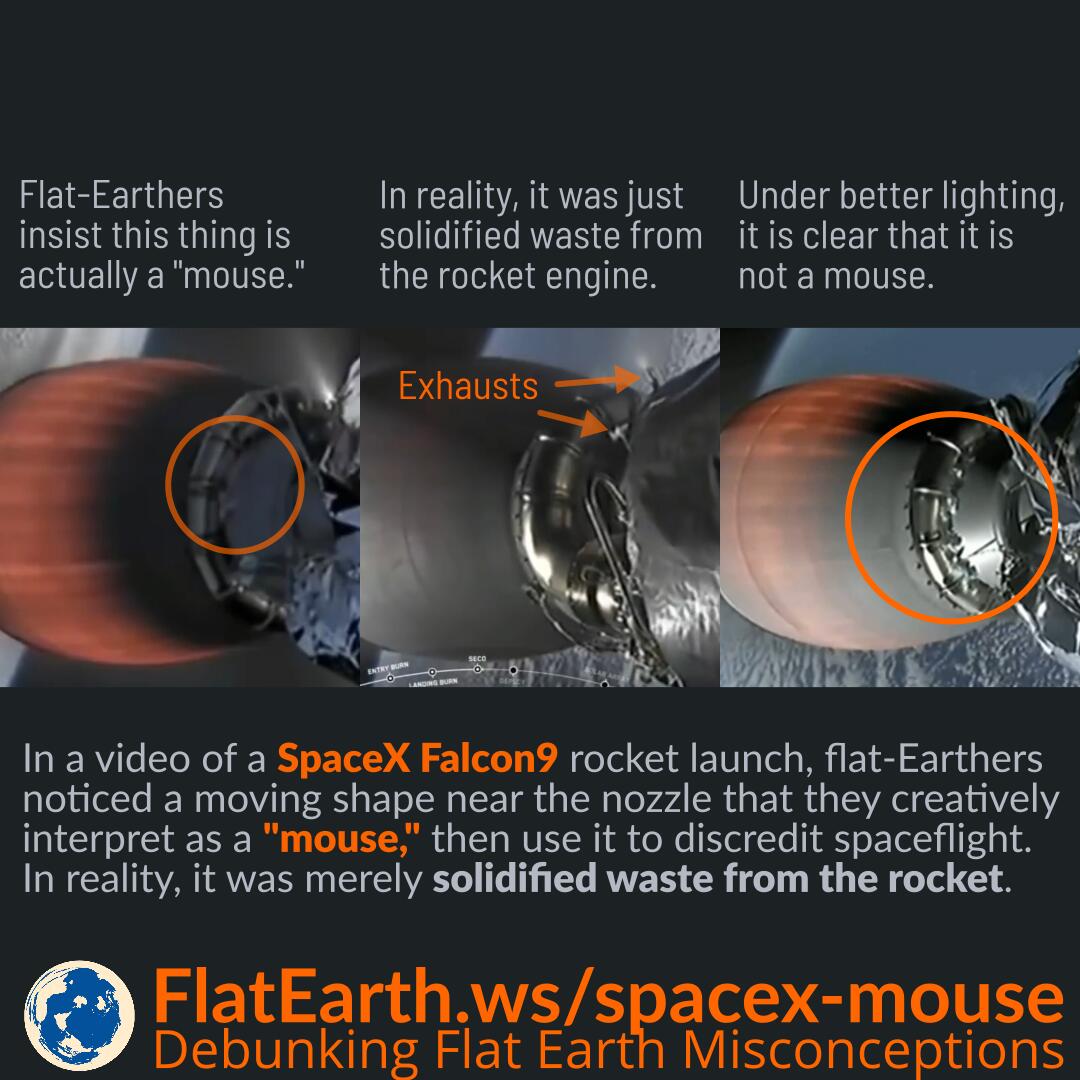 Flat-Earthers
insist this thing is
actually a "mouse."
In reality, it was just
solidified waste from
the rocket engine.
Under better lighting,
it is clear that it is
not a mouse.
Exhausts
ENTRY BURN
LANDING BURN
SECO
DEPLOY
In a video of a SpaceX Falcon9 rocket launch, flat-Earthers
noticed a moving shape near the nozzle that they creatively
interpret as a "mouse," then use it to discredit spaceflight.
In reality, it was merely solidified waste from the rocket.
FlatEarth.ws/spacex-mouse
Debunking Flat Earth Misconceptions